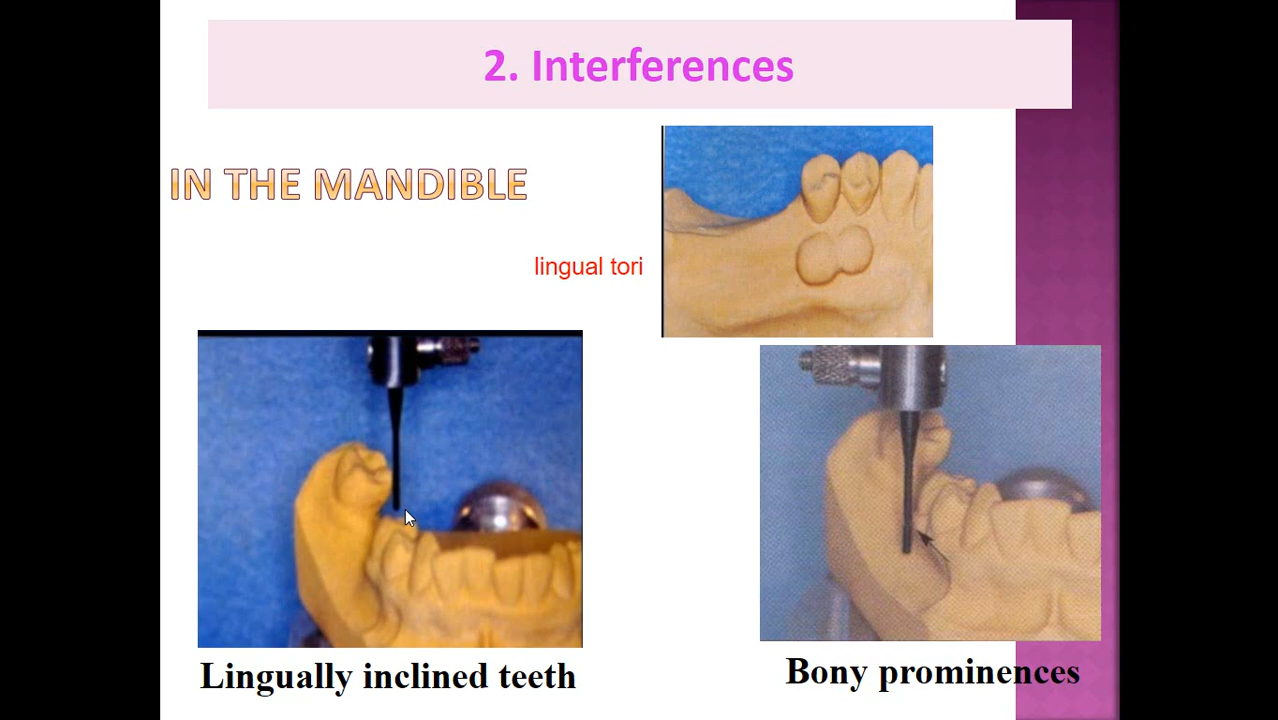 2. Interferences
IN THE MANDIBLE
lingual tori
Lingually inclined teeth
Bony prominences